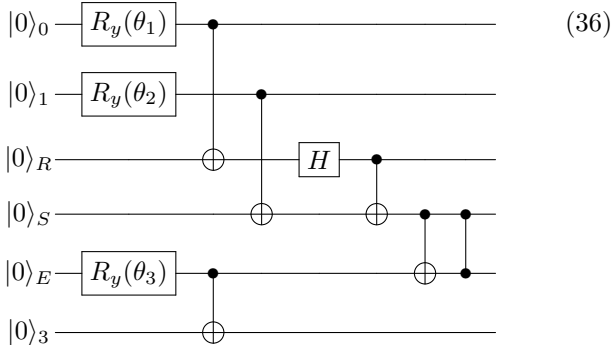 |0⟩₀ R_y(θ₁) (36)
|0⟩₁ R_y(θ₂)
|0⟩_R H
|0⟩_S
|0⟩_E R_y(θ₃)
|0⟩₃